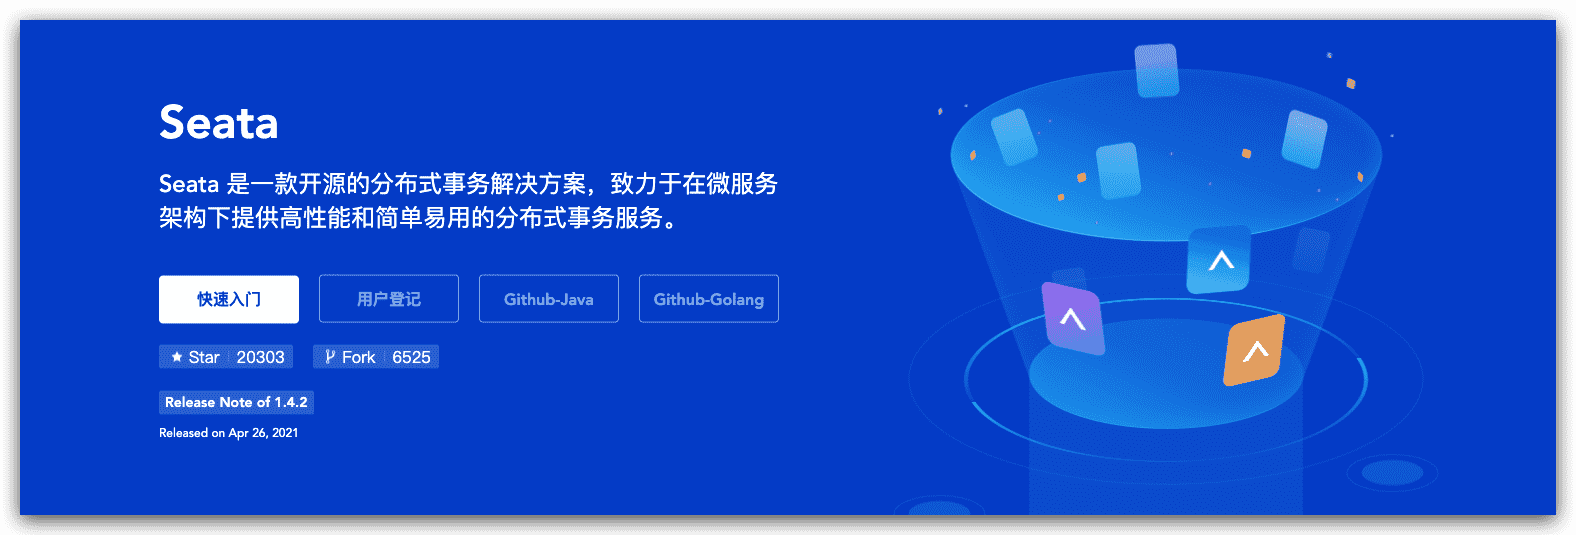 Seata
Seata 是一款开源的分布式事务解决方案，致力于在微服务
架构下提供高性能和简单易用的分布式事务服务。
快速入门 用户登记 Github-Java Github-Golang
Star 20303 Fork 6525
Release Note of 1.4.2
Released on Apr 26, 2021